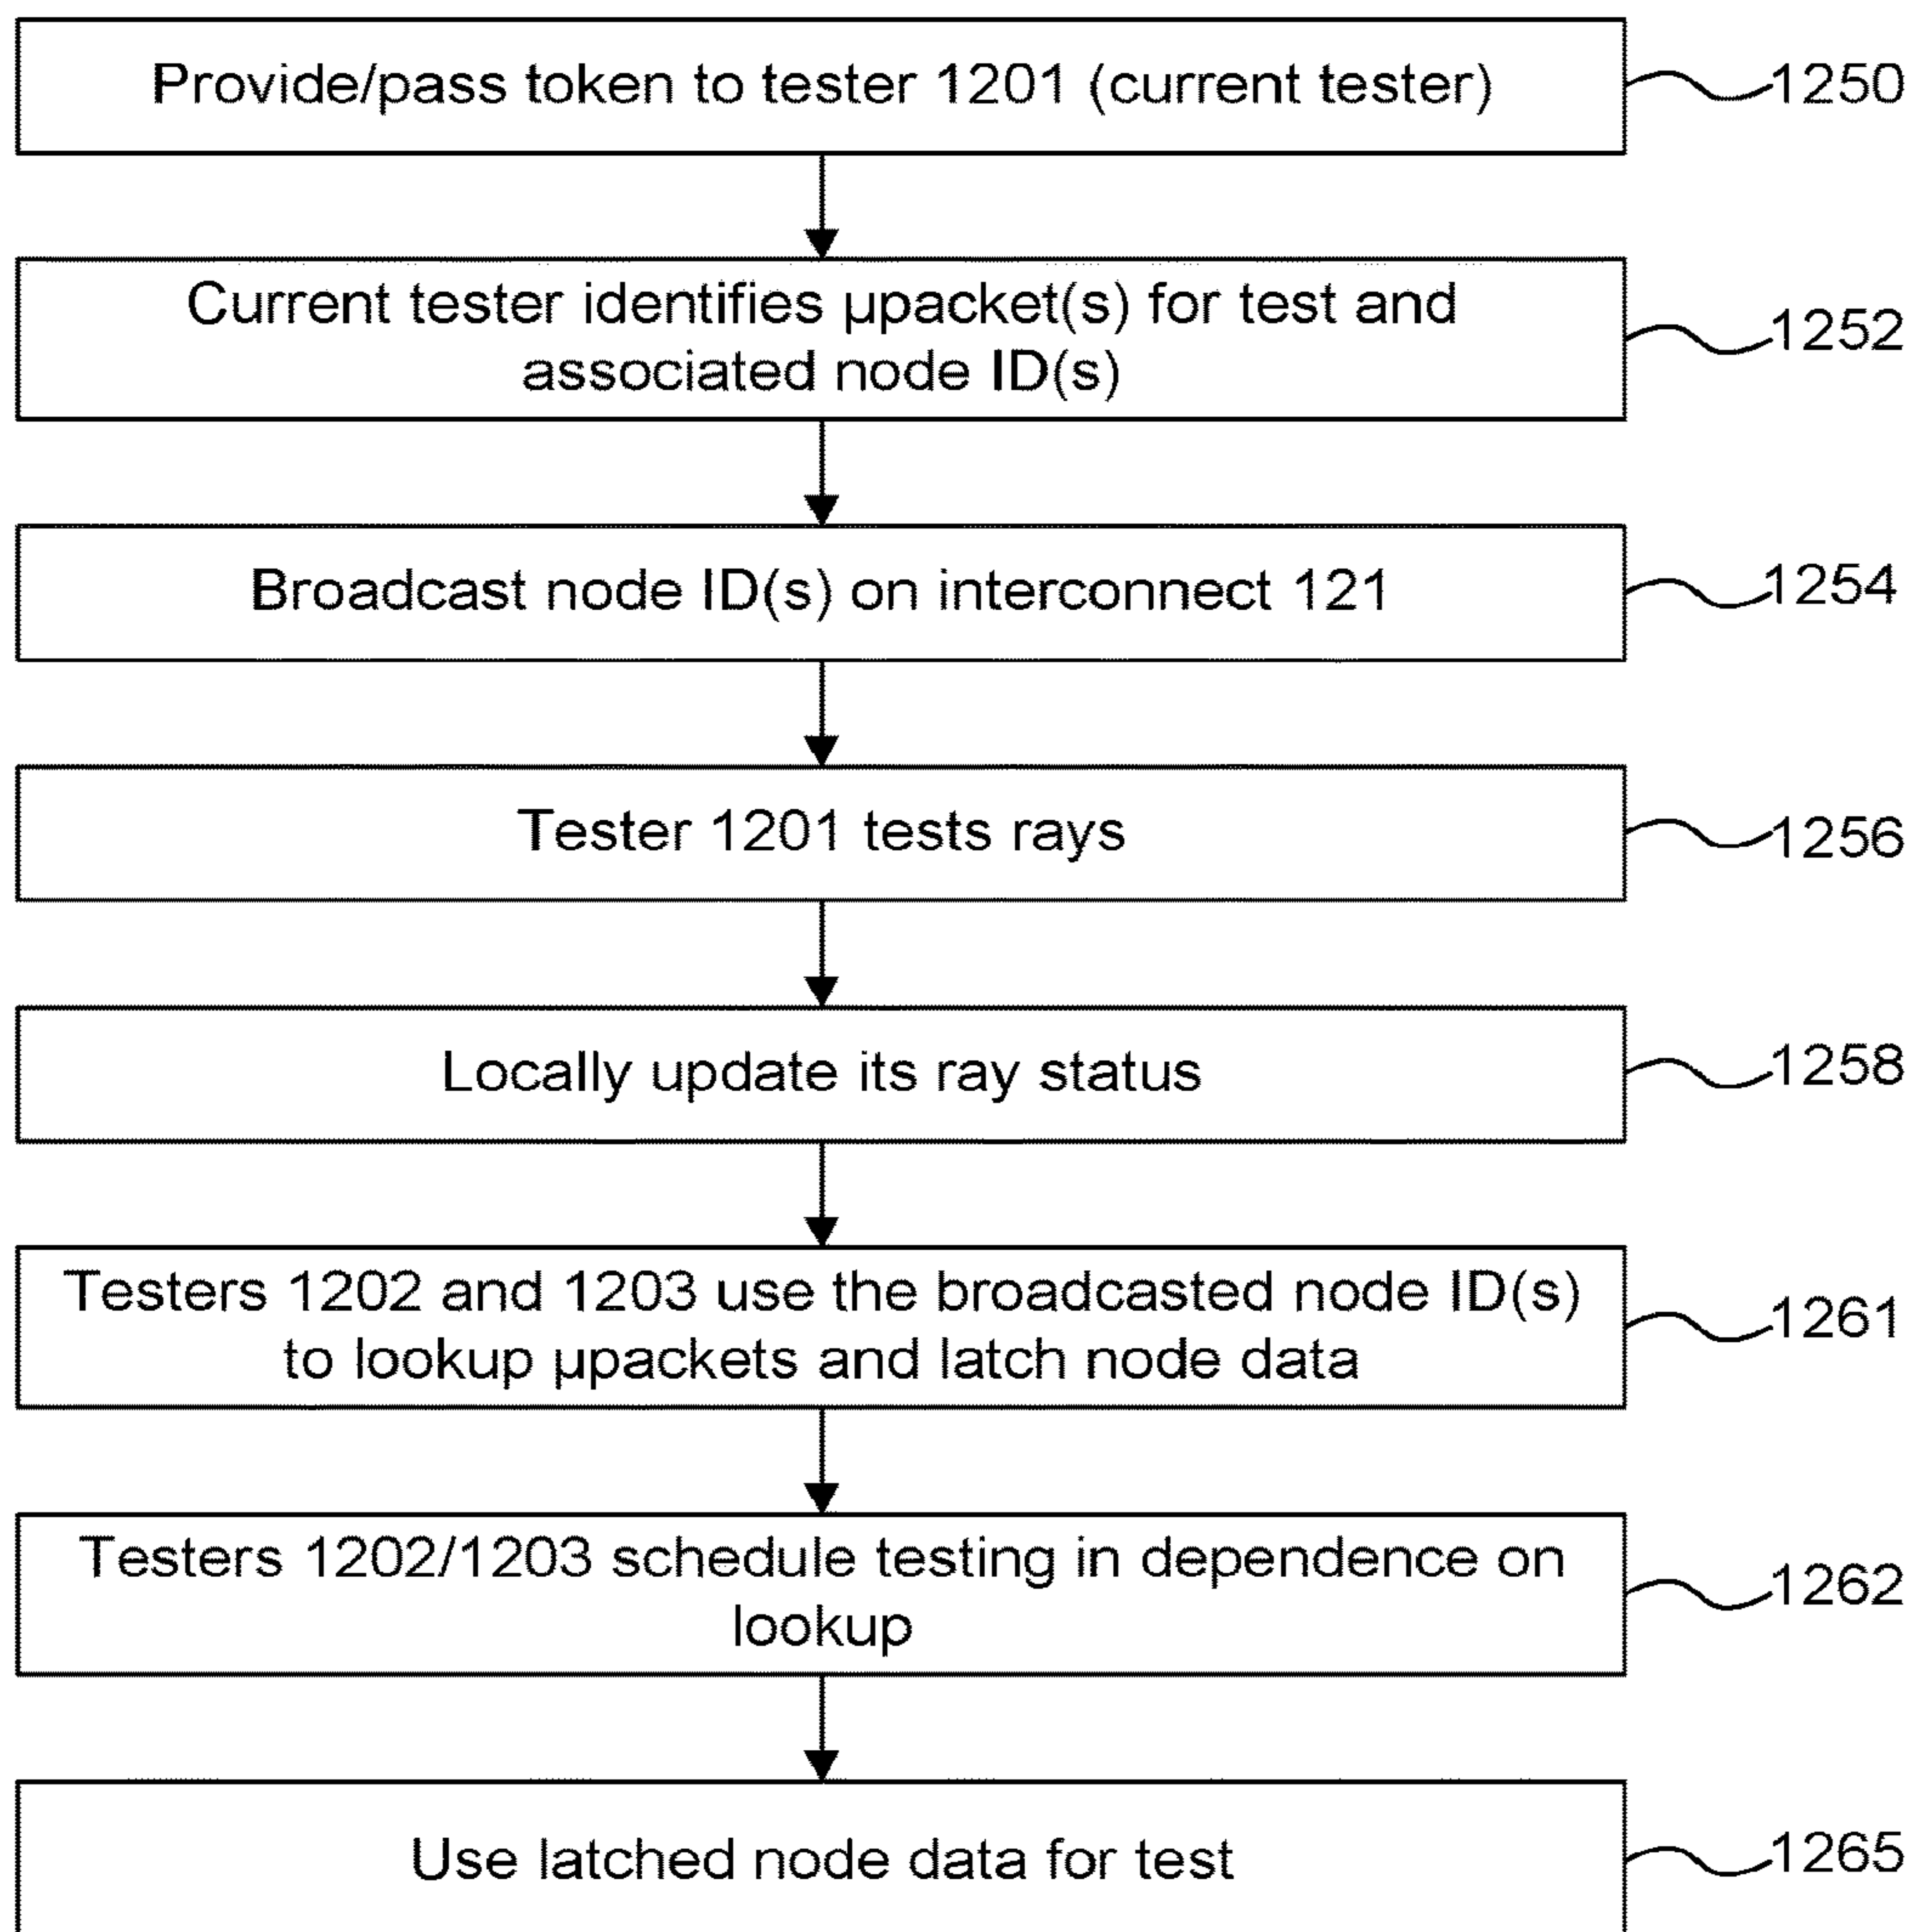 Provide/pass token to tester 1201 (current tester)
1250
Current tester identifies µpacket(s) for test and
associated node ID(s)
1252
Broadcast node ID(s) on interconnect 121
1254
Tester 1201 tests rays
1256
Locally update its ray status
1258
Testers 1202 and 1203 use the broadcasted node ID(s)
to lookup µpackets and latch node data
1261
Testers 1202/1203 schedule testing in dependence on
lookup
1262
Use latched node data for test
1265